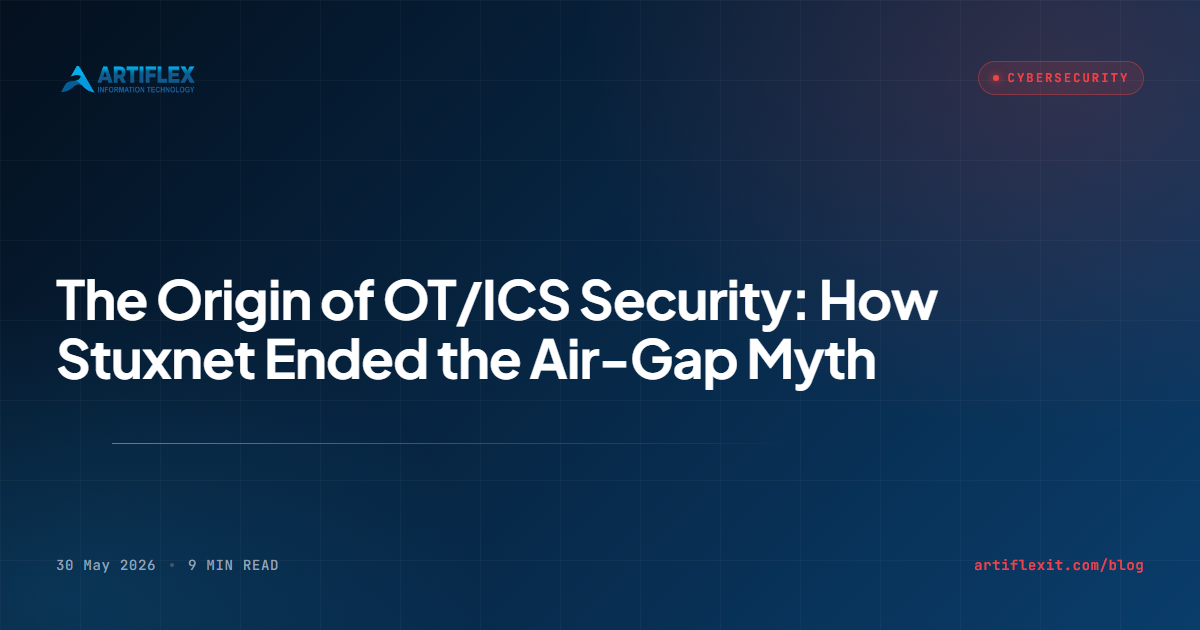 ARTIFLEX
INFORMATION TECHNOLOGY
CYBERSECURITY
The Origin of OT/ICS Security: How
Stuxnet Ended the Air-Gap Myth
30 May 2026 • 9 MIN READ
artiflexit.com/blog